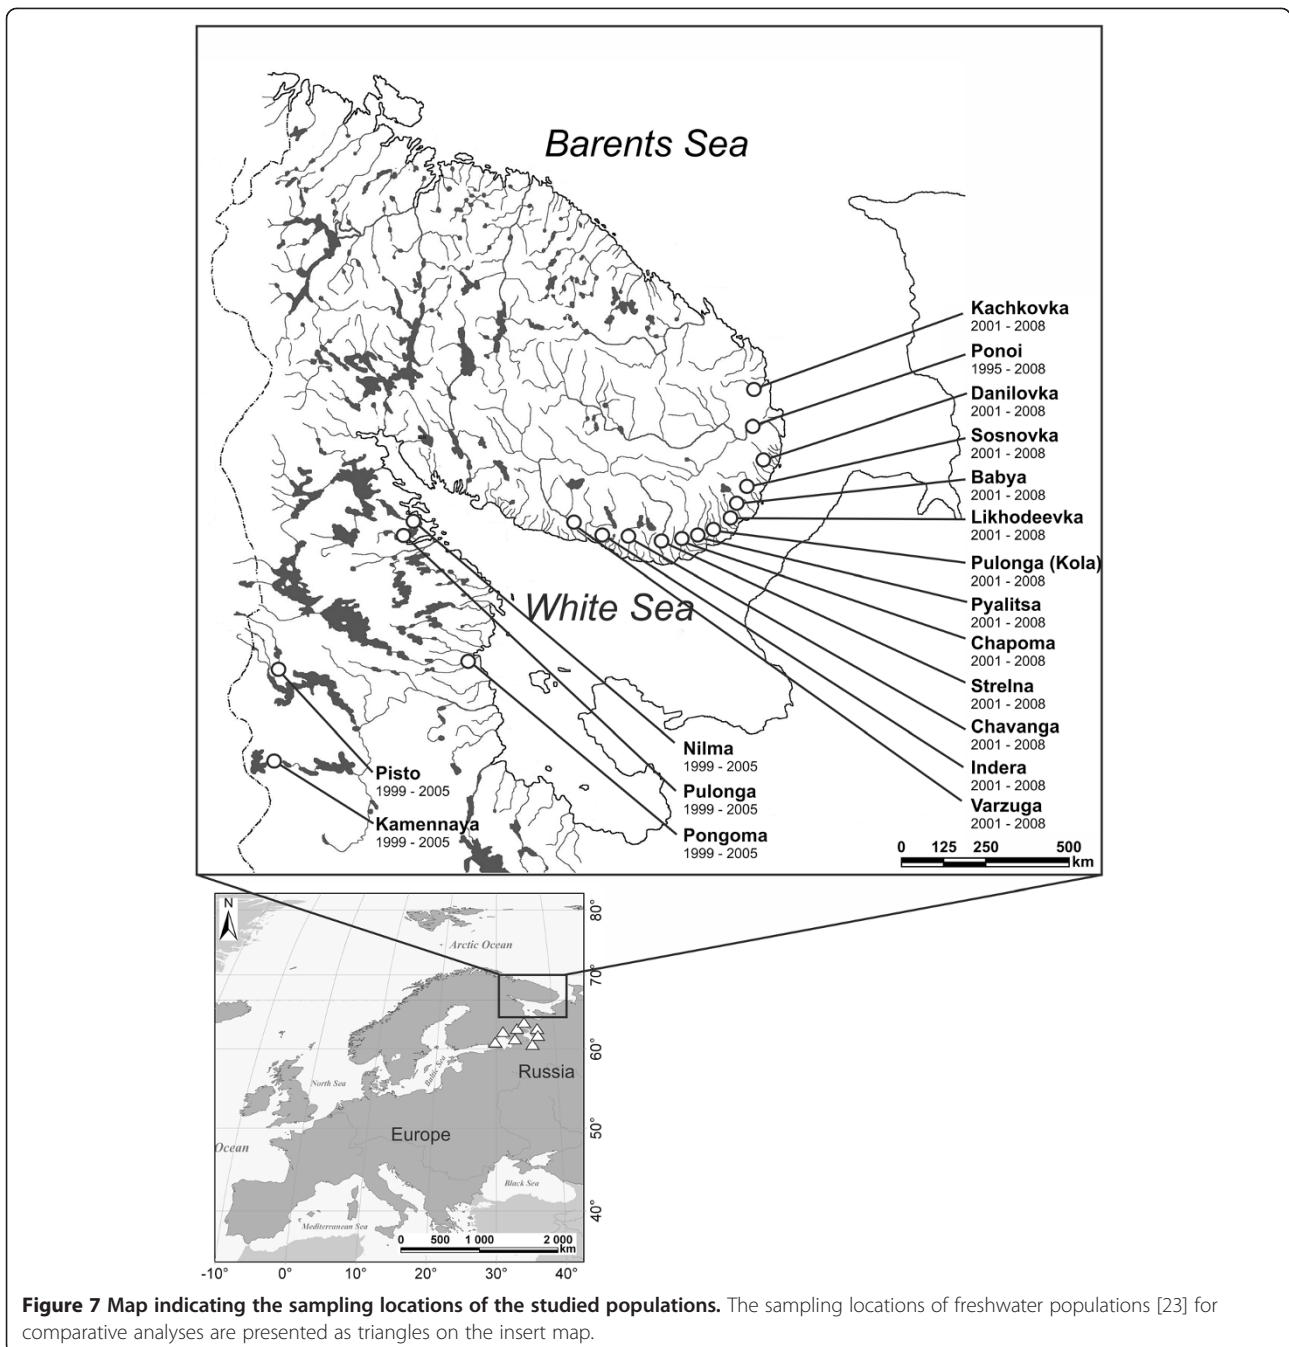 Barents Sea
White Sea
Kachkovka
2001 - 2008
Ponoi
1995 - 2008
Danilovka
2001 - 2008
Sosnovka
2001 - 2008
Babya
2001 - 2008
Likhodeevka
2001 - 2008
Pulonga (Kola)
2001 - 2008
Pyalitsa
2001 - 2008
Chapoma
2001 - 2008
Strelna
2001 - 2008
Chavanga
2001 - 2008
Indera
2001 - 2008
Varzuga
2001 - 2008
Nilma
1999 - 2005
Pulonga
1999 - 2005
Pongoma
1999 - 2005
Pisto
1999 - 2005
Kamennaya
1999 - 2005
0 125 250 500
km
N
Arctic Ocean
North Sea
Baltic Sea
Russia
Europe
Ocean
Black Sea
Mediterranean Sea
0 500 1 000 2 000
km
80°
70°
60°
50°
40°
-10° 0° 10° 20° 30° 40°
Figure 7 Map indicating the sampling locations of the studied populations. The sampling locations of freshwater populations [23] for
comparative analyses are presented as triangles on the insert map.